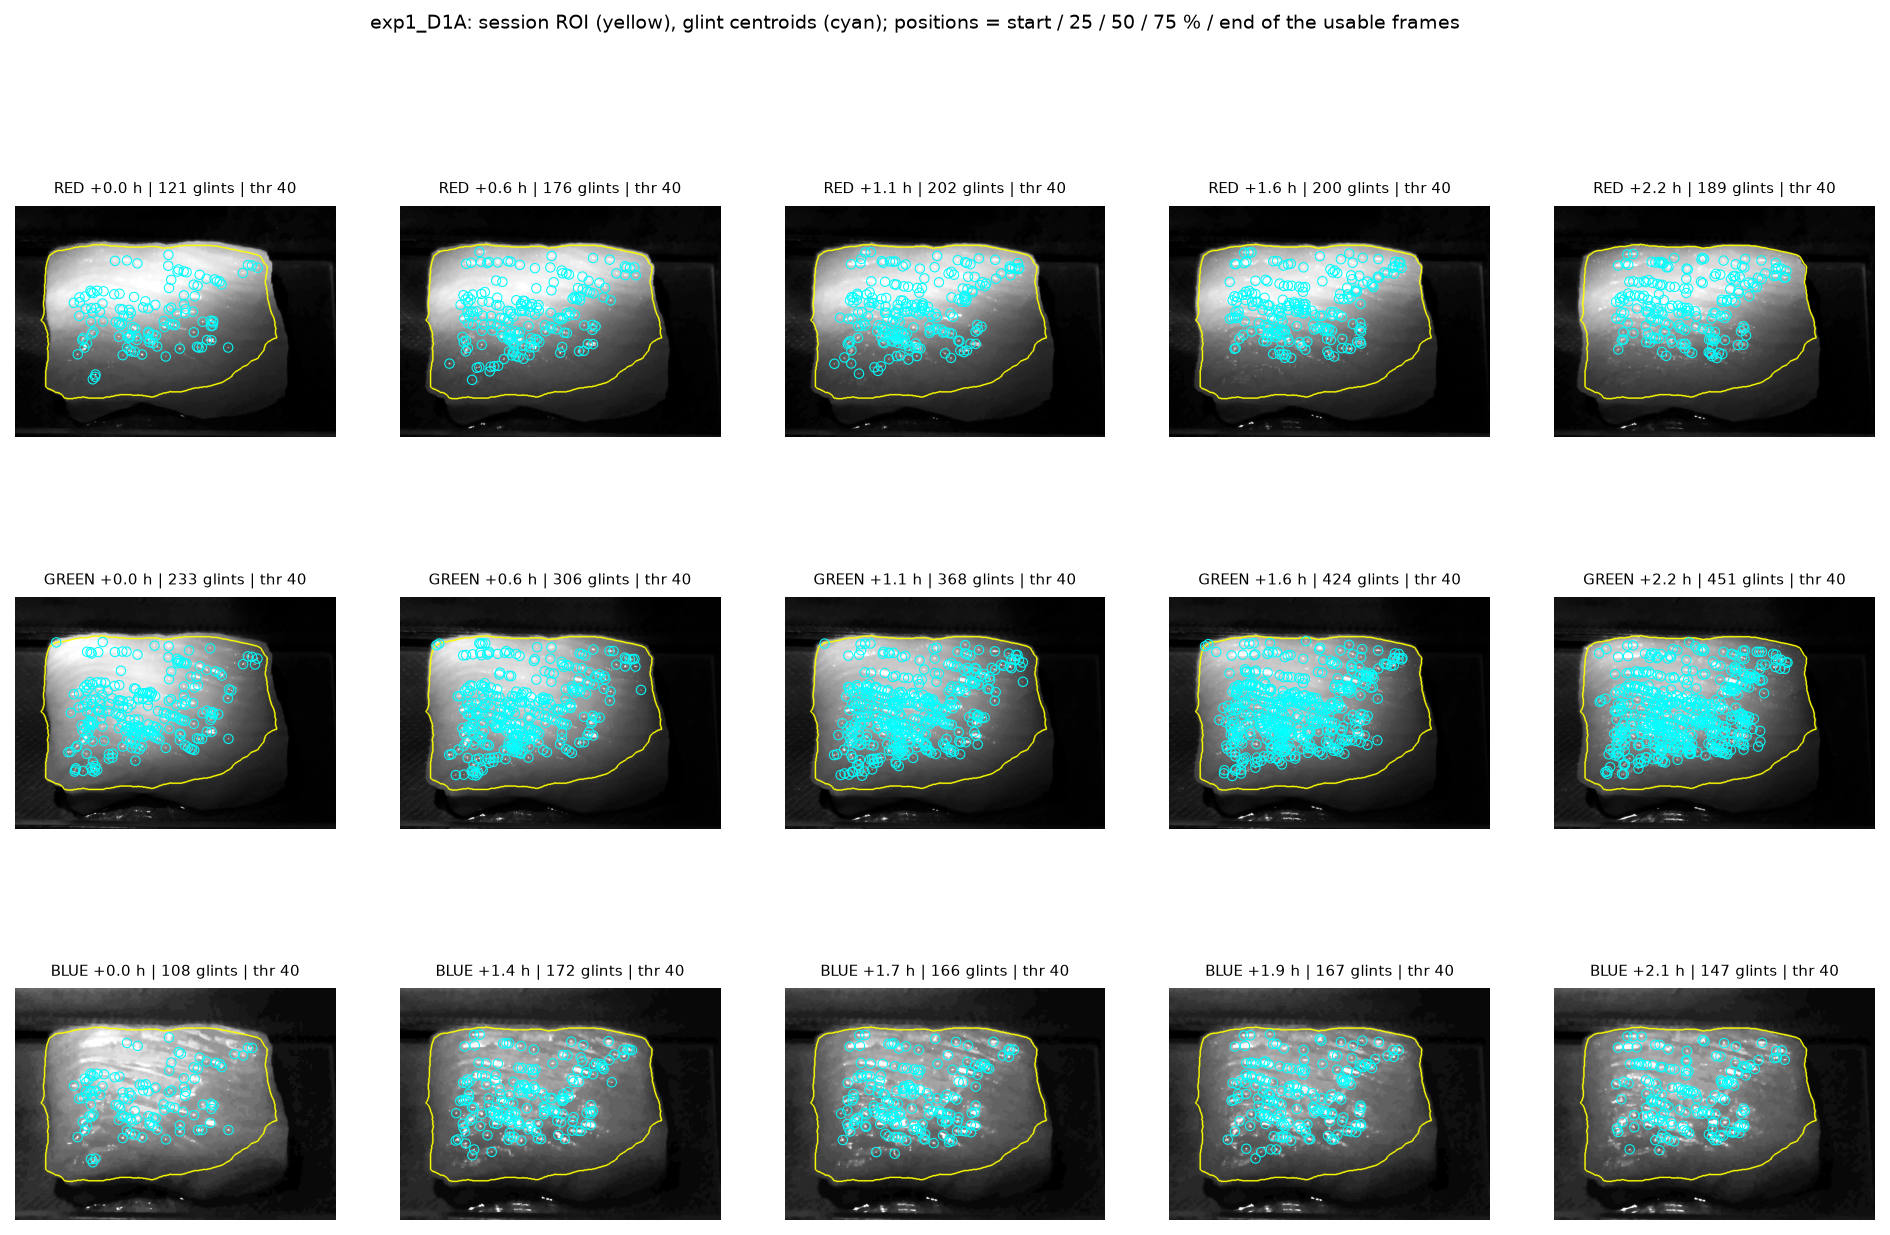 exp1_D1A: session ROI (yellow), glint centroids (cyan); positions = start / 25 / 50 / 75 % / end of the usable frames
RED +0.0 h | 121 glints | thr 40
RED +0.6 h | 176 glints | thr 40
RED +1.1 h | 202 glints | thr 40
RED +1.6 h | 200 glints | thr 40
RED +2.2 h | 189 glints | thr 40
GREEN +0.0 h | 233 glints | thr 40
GREEN +0.6 h | 306 glints | thr 40
GREEN +1.1 h | 368 glints | thr 40
GREEN +1.6 h | 424 glints | thr 40
GREEN +2.2 h | 451 glints | thr 40
BLUE +0.0 h | 108 glints | thr 40
BLUE +1.4 h | 172 glints | thr 40
BLUE +1.7 h | 166 glints | thr 40
BLUE +1.9 h | 167 glints | thr 40
BLUE +2.1 h | 147 glints | thr 40